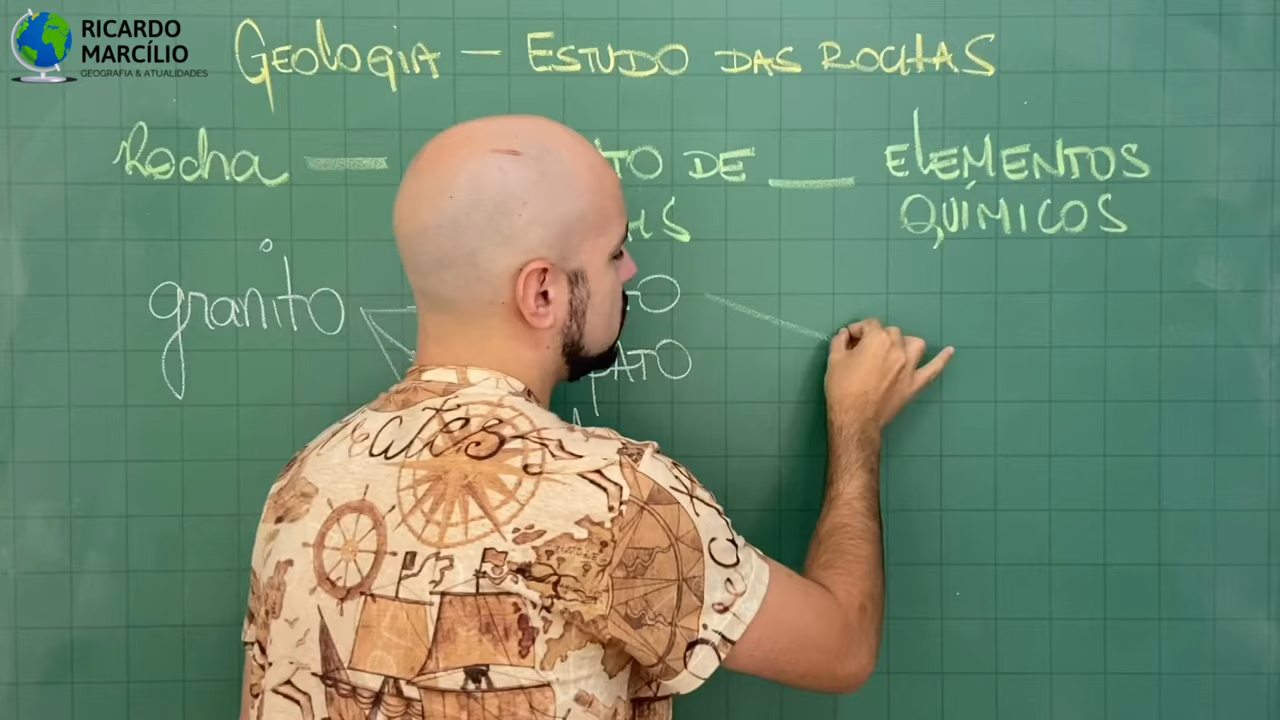 RICARDO
MARCÍLIO
GEOGRAFIA & ATUALIDADES
GEOLOGIA — ESTUDO DAS ROCHAS
Rocha — TO DE — ELEMENTOS
QUÍMICOS
granito